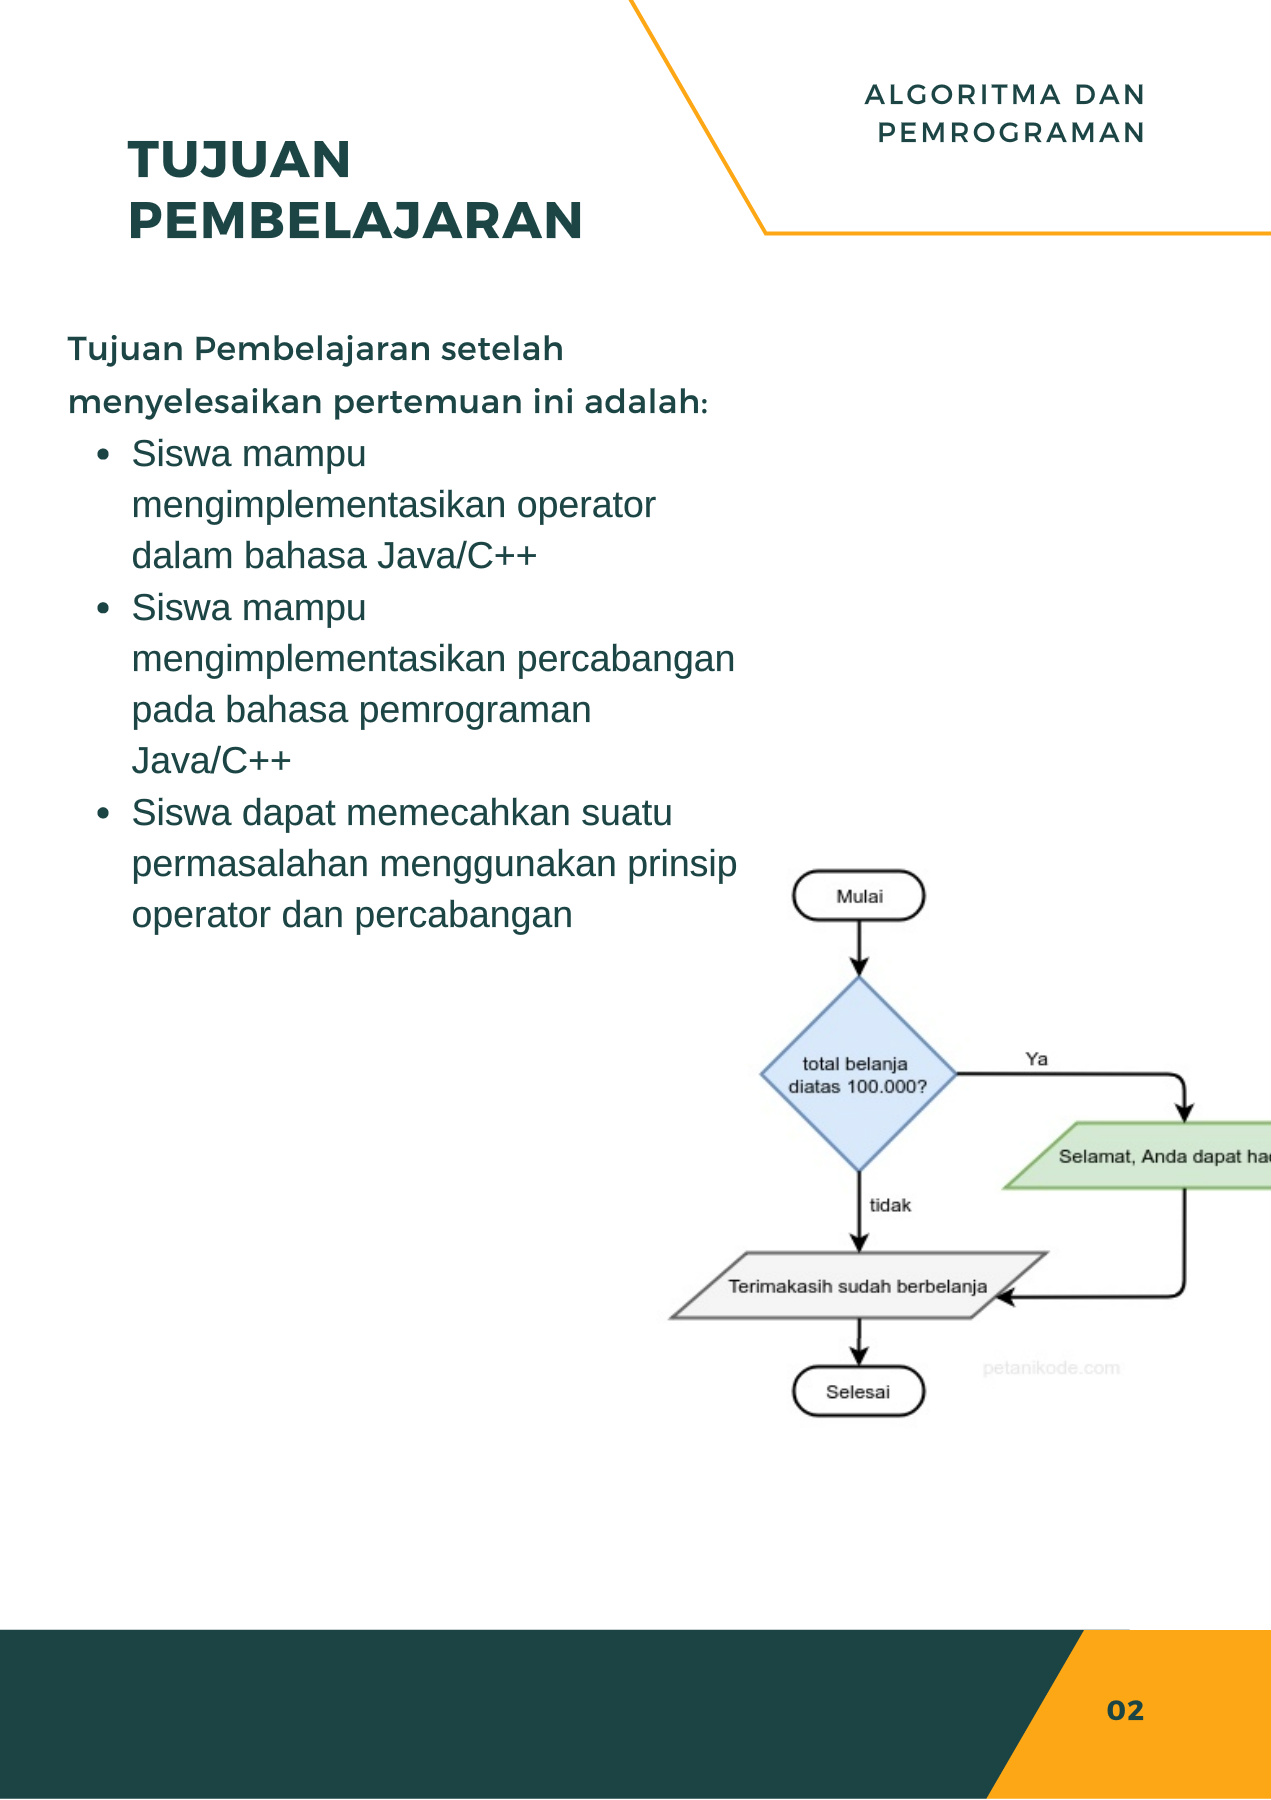 ALGORITMA DAN
PEMROGRAMAN
TUJUAN
PEMBELAJARAN
Tujuan Pembelajaran setelah
menyelesaikan pertemuan ini adalah:
• Siswa mampu
mengimplementasikan operator
dalam bahasa Java/C++
• Siswa mampu
mengimplementasikan percabangan
pada bahasa pemrograman
Java/C++
• Siswa dapat memecahkan suatu
permasalahan menggunakan prinsip
operator dan percabangan
Mulai
total belanja
diatas 100.000?
Ya
Selamat, Anda dapat
tidak
Terimakasih sudah berbelanja
petanikode.com
Selesai
02